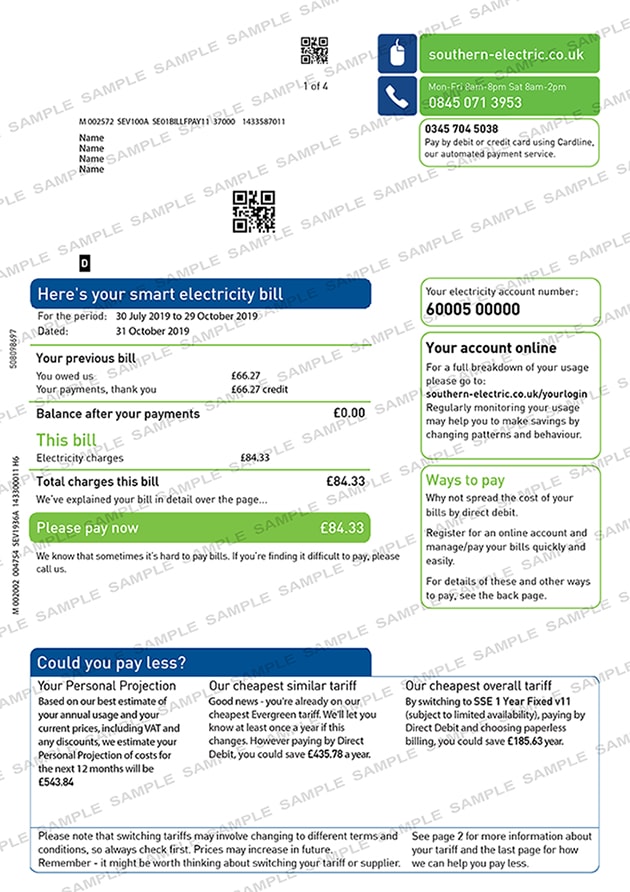 southern-electric.co.uk
1 of 4
Mon-Fri 8am-8pm Sat 8am-2pm
0845 071 3953
M 002572 SEV100A SE01BILLFPAY11 37000 1433587011
0345 704 5038
Pay by debit or credit card using Cardline,
our automated payment service.
Name
Name
Name
Name
D
Here's your smart electricity bill
For the period: 30 July 2019 to 29 October 2019
Dated: 31 October 2019
Your previous bill
You owed us £66.27
Your payments, thank you £66.27 credit
Balance after your payments £0.00
This bill
Electricity charges £84.33
Total charges this bill £84.33
We've explained your bill in detail over the page...
Please pay now £84.33
We know that sometimes it's hard to pay bills. If you're finding it difficult to pay, please
call us.
Your electricity account number:
60005 00000
Your account online
For a full breakdown of your usage
please go to:
southern-electric.co.uk/yourlogin
Regularly monitoring your usage
may help you to make savings by
changing patterns and behaviour.
Ways to pay
Why not spread the cost of your
bills by direct debit.
Register for an online account and
manage/pay your bills quickly and
easily.
For details of these and other ways
to pay, see the back page.
508098697
M 002002 004754 SEV1936A 143300011 H6
Could you pay less?
Your Personal Projection
Based on our best estimate of
your annual usage and your
current prices, including VAT and
any discounts, we estimate your
Personal Projection of costs for
the next 12 months will be
£543.84
Our cheapest similar tariff
Good news - you're already on our
cheapest Evergreen tariff. We'll let you
know at least once a year if this
changes. However paying by Direct
Debit, you could save £435.78 a year.
Our cheapest overall tariff
By switching to SSE 1 Year Fixed v11
(subject to limited availability), paying by
Direct Debit and choosing paperless
billing, you could save £185.63 year.
Please note that switching tariffs may involve changing to different terms and
conditions, so always check first. Prices may increase in future.
Remember - it might be worth thinking about switching your tariff or supplier.
See page 2 for more information about
your tariff and the last page for how
we can help you pay less.
SAMPLE SAMPLE SAMPLE SAMPLE SAMPLE SAMPLE